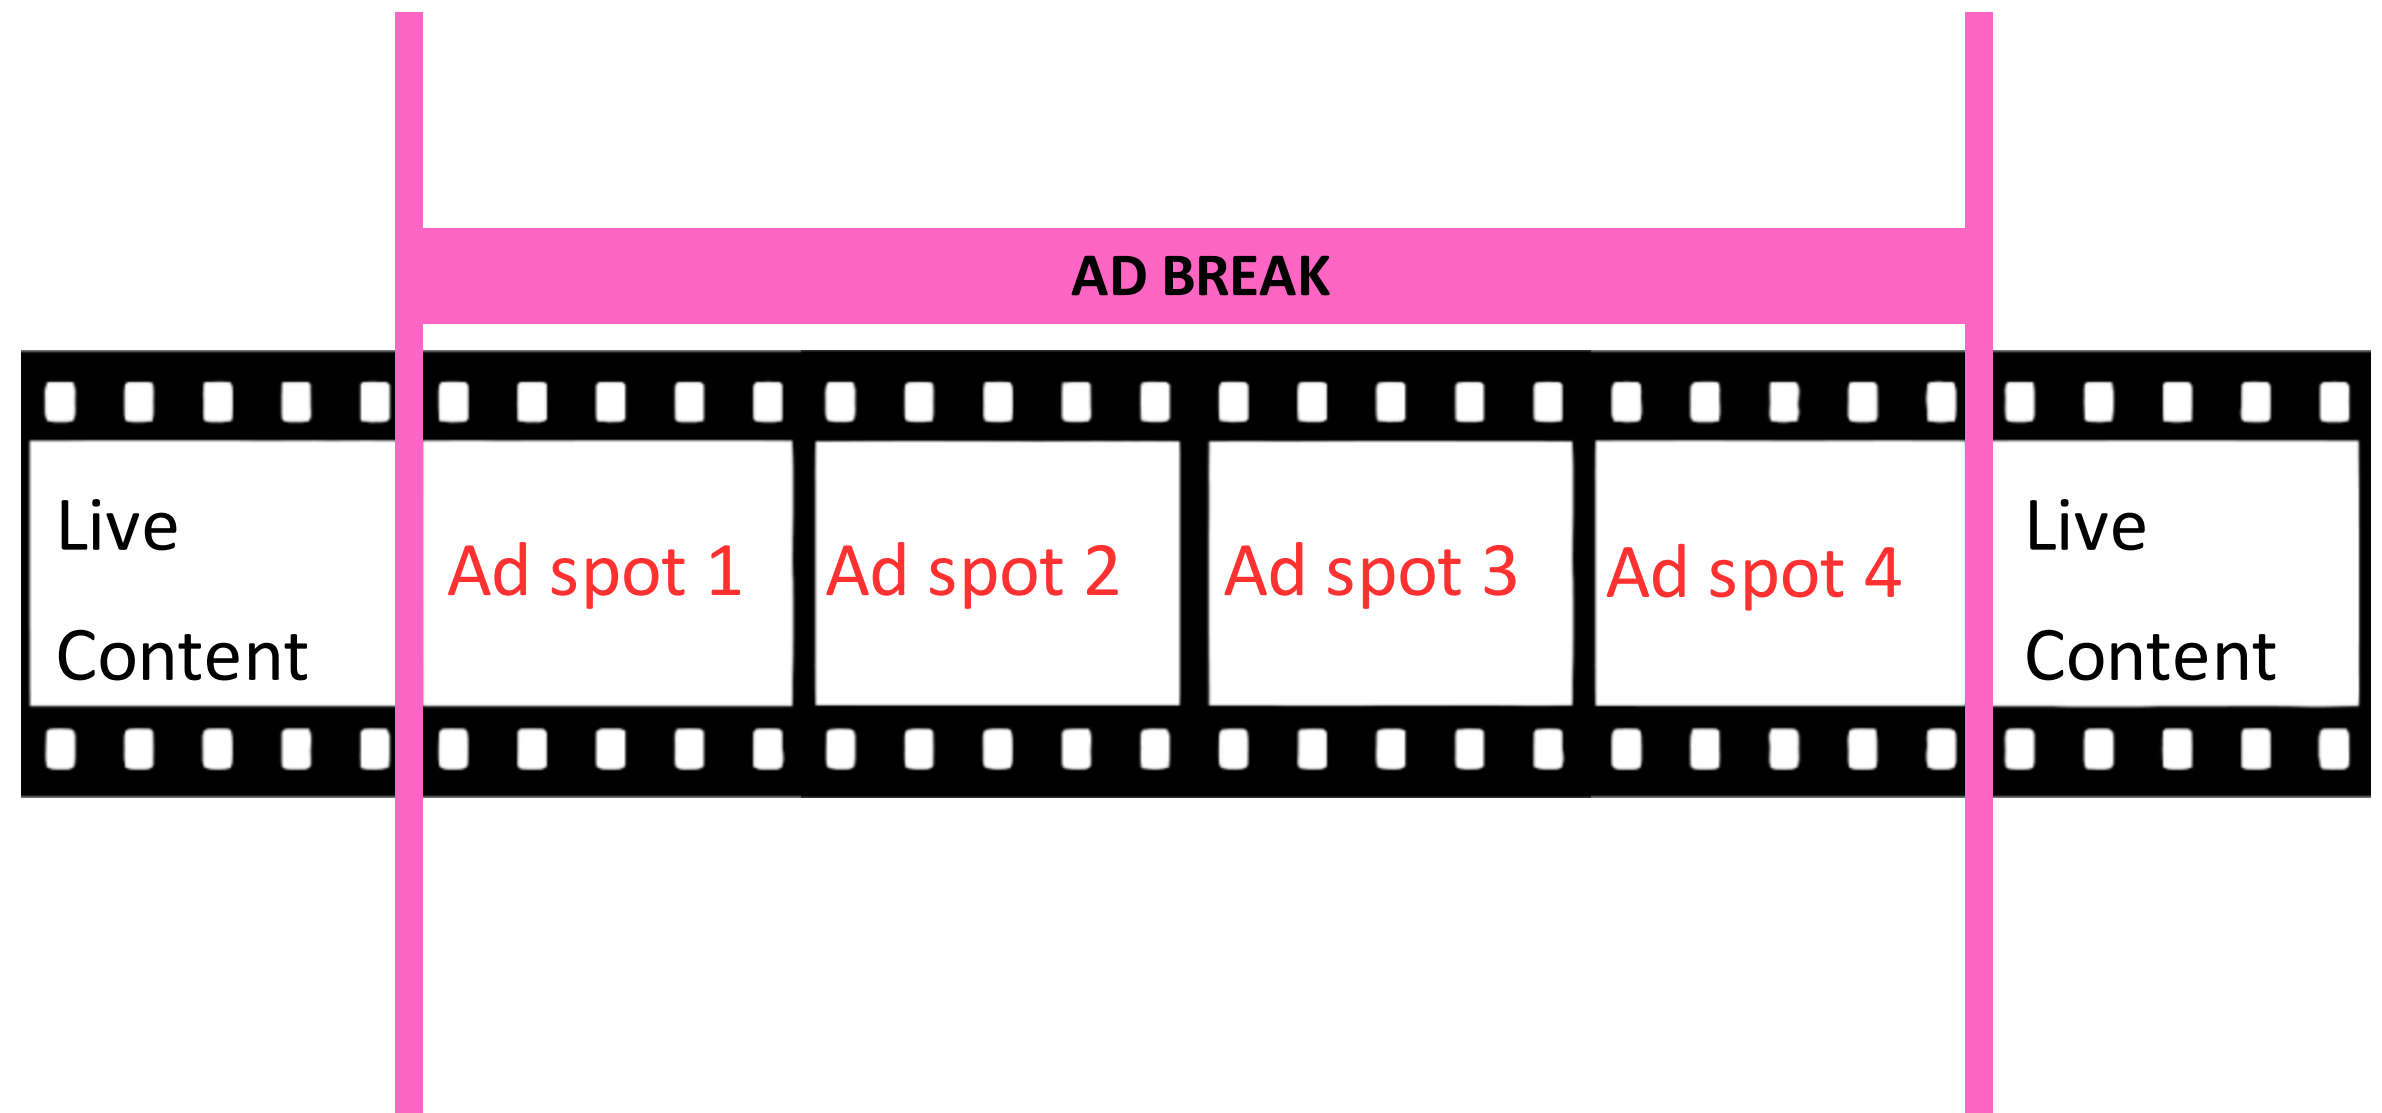 AD BREAK
Live
Content
Ad spot 1
Ad spot 2
Ad spot 3
Ad spot 4
Live
Content